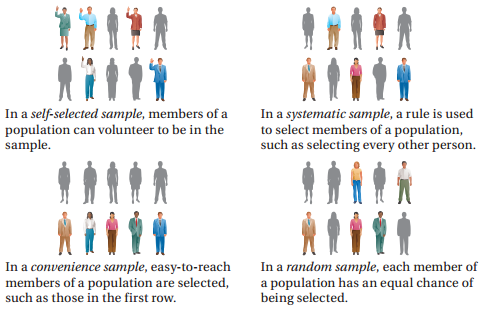 In a self-selected sample, members of a
population can volunteer to be in the
sample.
In a systematic sample, a rule is used
to select members of a population,
such as selecting every other person.
In a convenience sample, easy-to-reach
members of a population are selected,
such as those in the first row.
In a random sample, each member of
a population has an equal chance of
being selected.